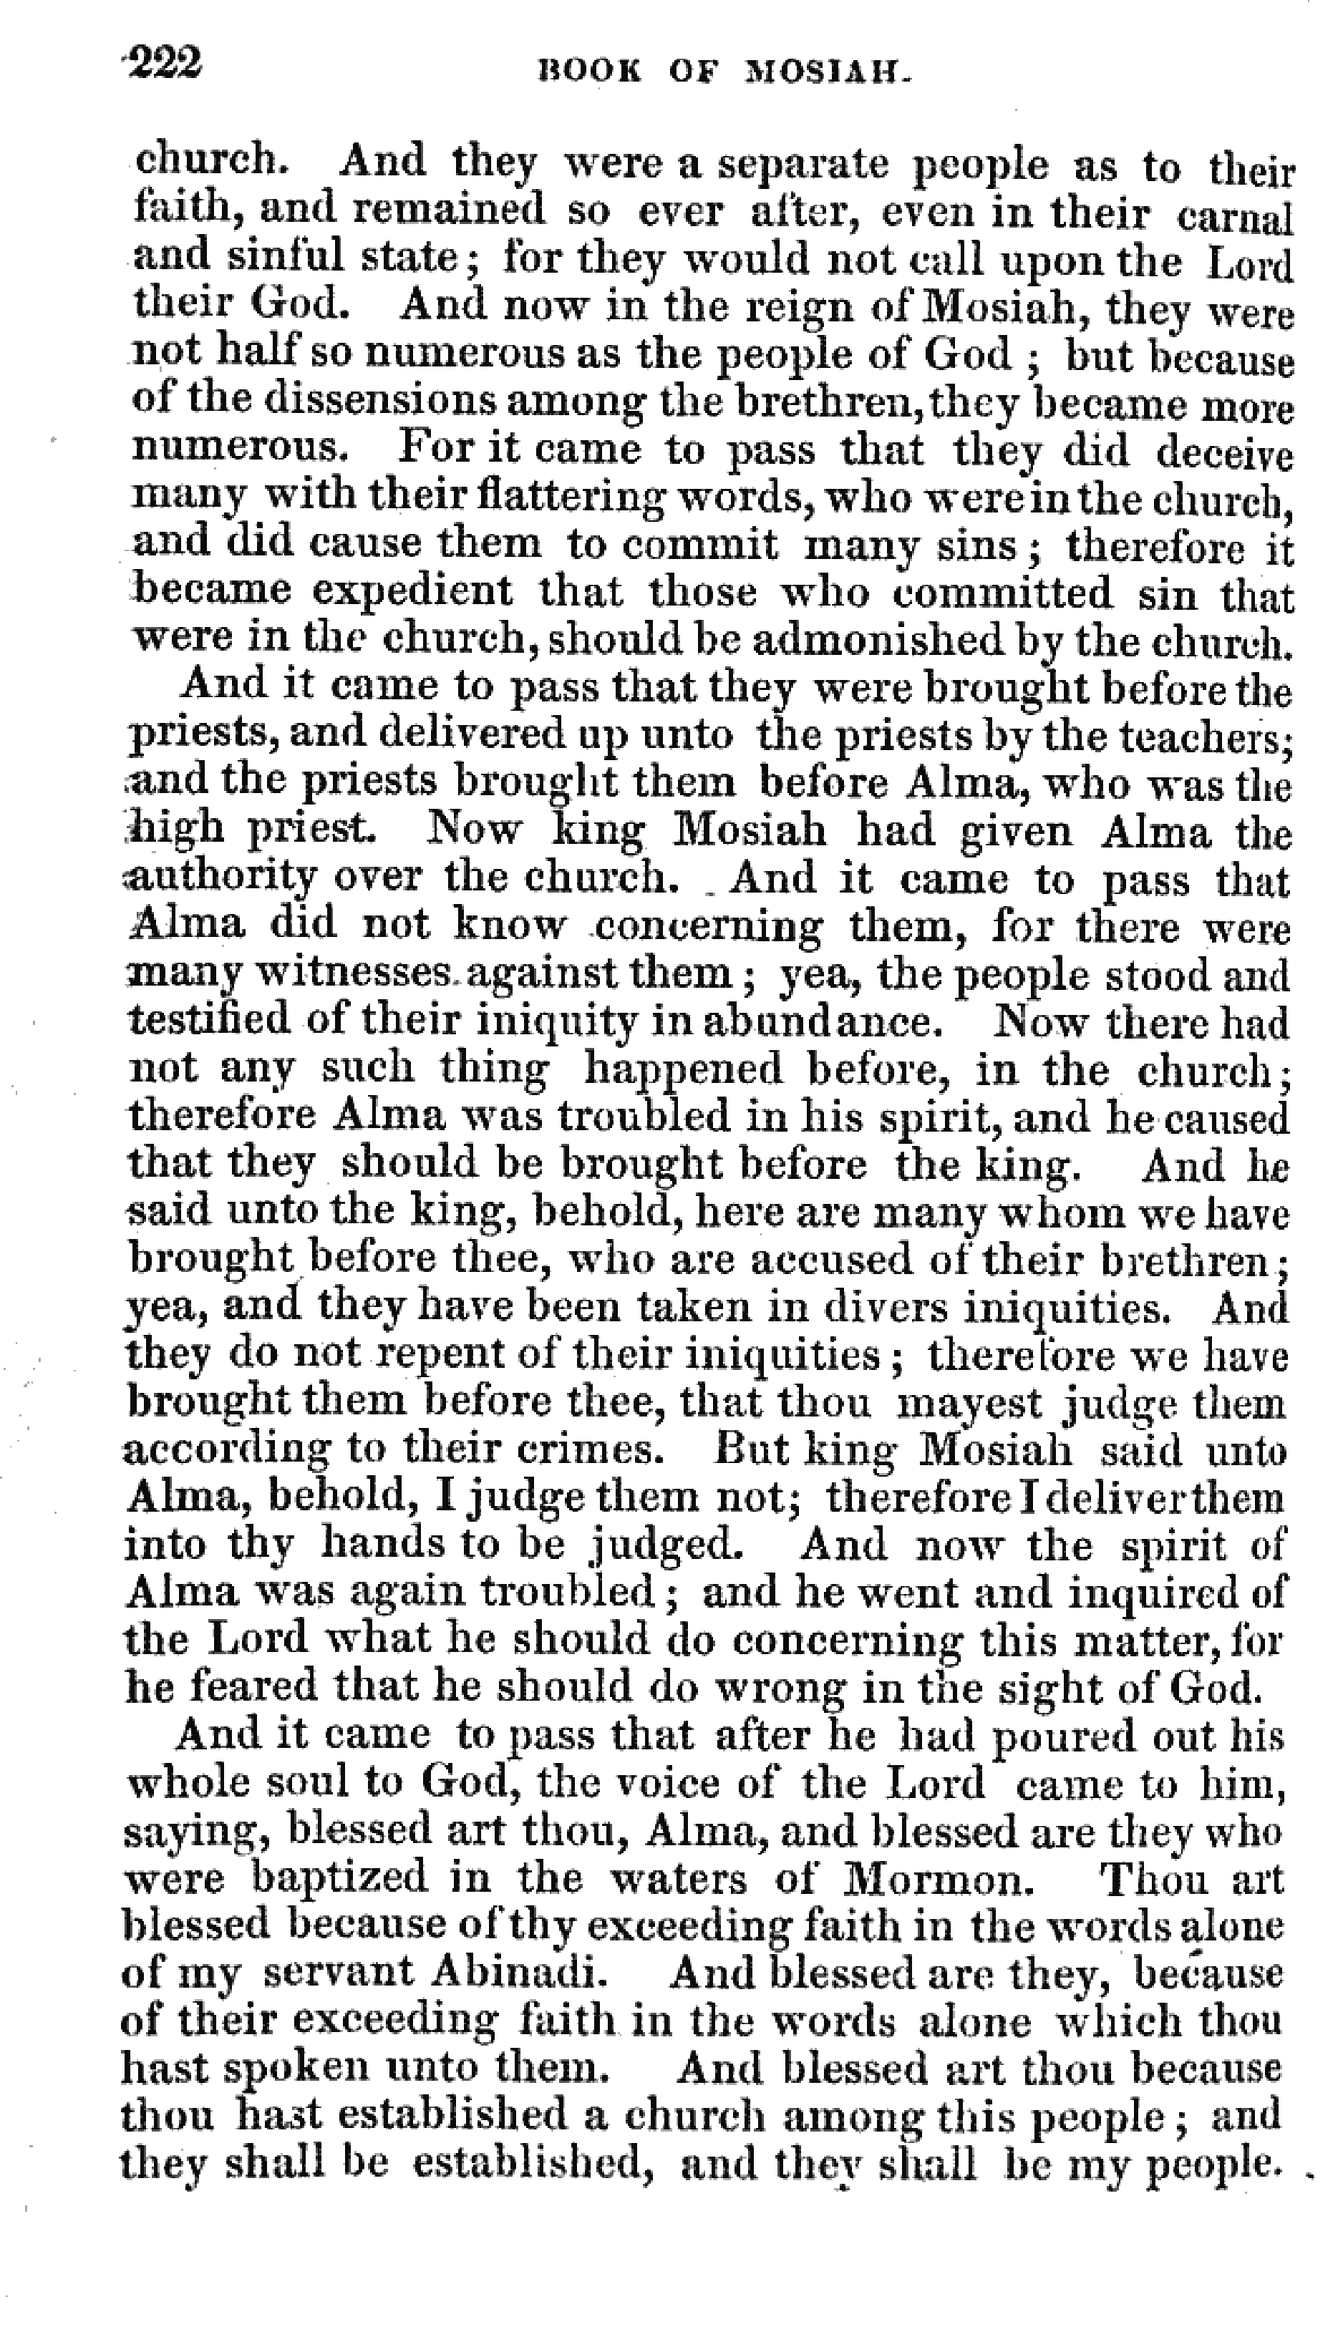 222 BOOK OF MOSIAH.
church. And they were a separate people as to their
faith, and remained so ever after, even in their carnal
and sinful state; for they would not call upon the Lord
their God. And now in the reign of Mosiah, they were
not half so numerous as the people of God; but because
of the dissensions among the brethren, they became more
numerous. For it came to pass that they did deceive
many with their flattering words, who were in the church,
and did cause them to commit many sins; therefore it
became expedient that those who committed sin that
were in the church, should be admonished by the church.
And it came to pass that they were brought before the
priests, and delivered up unto the priests by the teachers;
and the priests brought them before Alma, who was the
high priest. Now king Mosiah had given Alma the
authority over the church. And it came to pass that
Alma did not know concerning them, for there were
many witnesses against them; yea, the people stood and
testified of their iniquity in abundance. Now there had
not any such thing happened before, in the church;
therefore Alma was troubled in his spirit, and he caused
that they should be brought before the king. And he
said unto the king, behold, here are many whom we have
brought before thee, who are accused of their brethren;
yea, and they have been taken in divers iniquities. And
they do not repent of their iniquities; therefore we have
brought them before thee, that thou mayest judge them
according to their crimes. But king Mosiah said unto
Alma, behold, I judge them not; therefore I deliver them
into thy hands to be judged. And now the spirit of
Alma was again troubled; and he went and inquired of
the Lord what he should do concerning this matter, for
he feared that he should do wrong in the sight of God.
And it came to pass that after he had poured out his
whole soul to God, the voice of the Lord came to him,
saying, blessed art thou, Alma, and blessed are they who
were baptized in the waters of Mormon. Thou art
blessed because of thy exceeding faith in the words alone
of my servant Abinadi. And blessed are they, because
of their exceeding faith in the words alone which thou
hast spoken unto them. And blessed art thou because
thou hast established a church among this people; and
they shall be established, and they shall be my people.